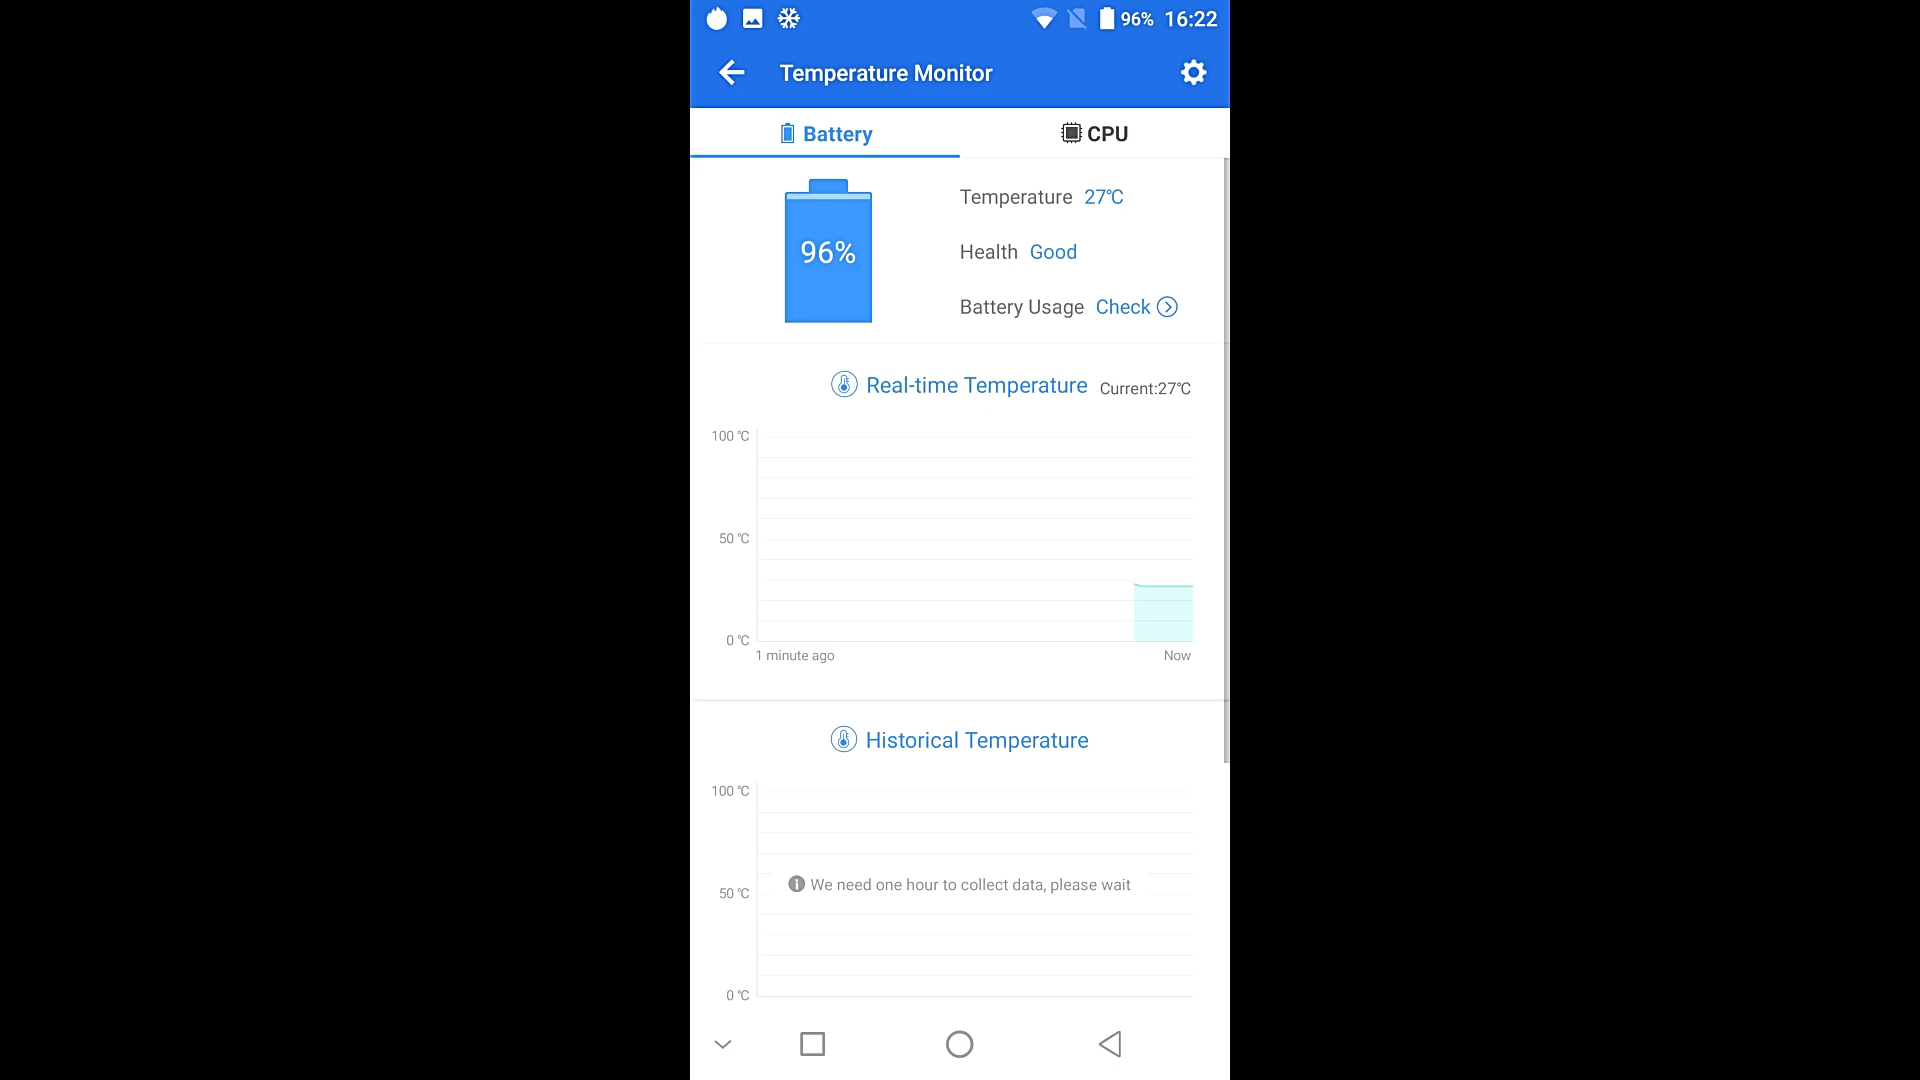 96% 16:22
Temperature Monitor
Battery CPU
96%
Temperature 27℃
Health Good
Battery Usage Check
Real-time Temperature Current:27℃
100 ℃
50 ℃
0 ℃
1 minute ago Now
Historical Temperature
100 ℃
We need one hour to collect data, please wait
50 ℃
0 ℃